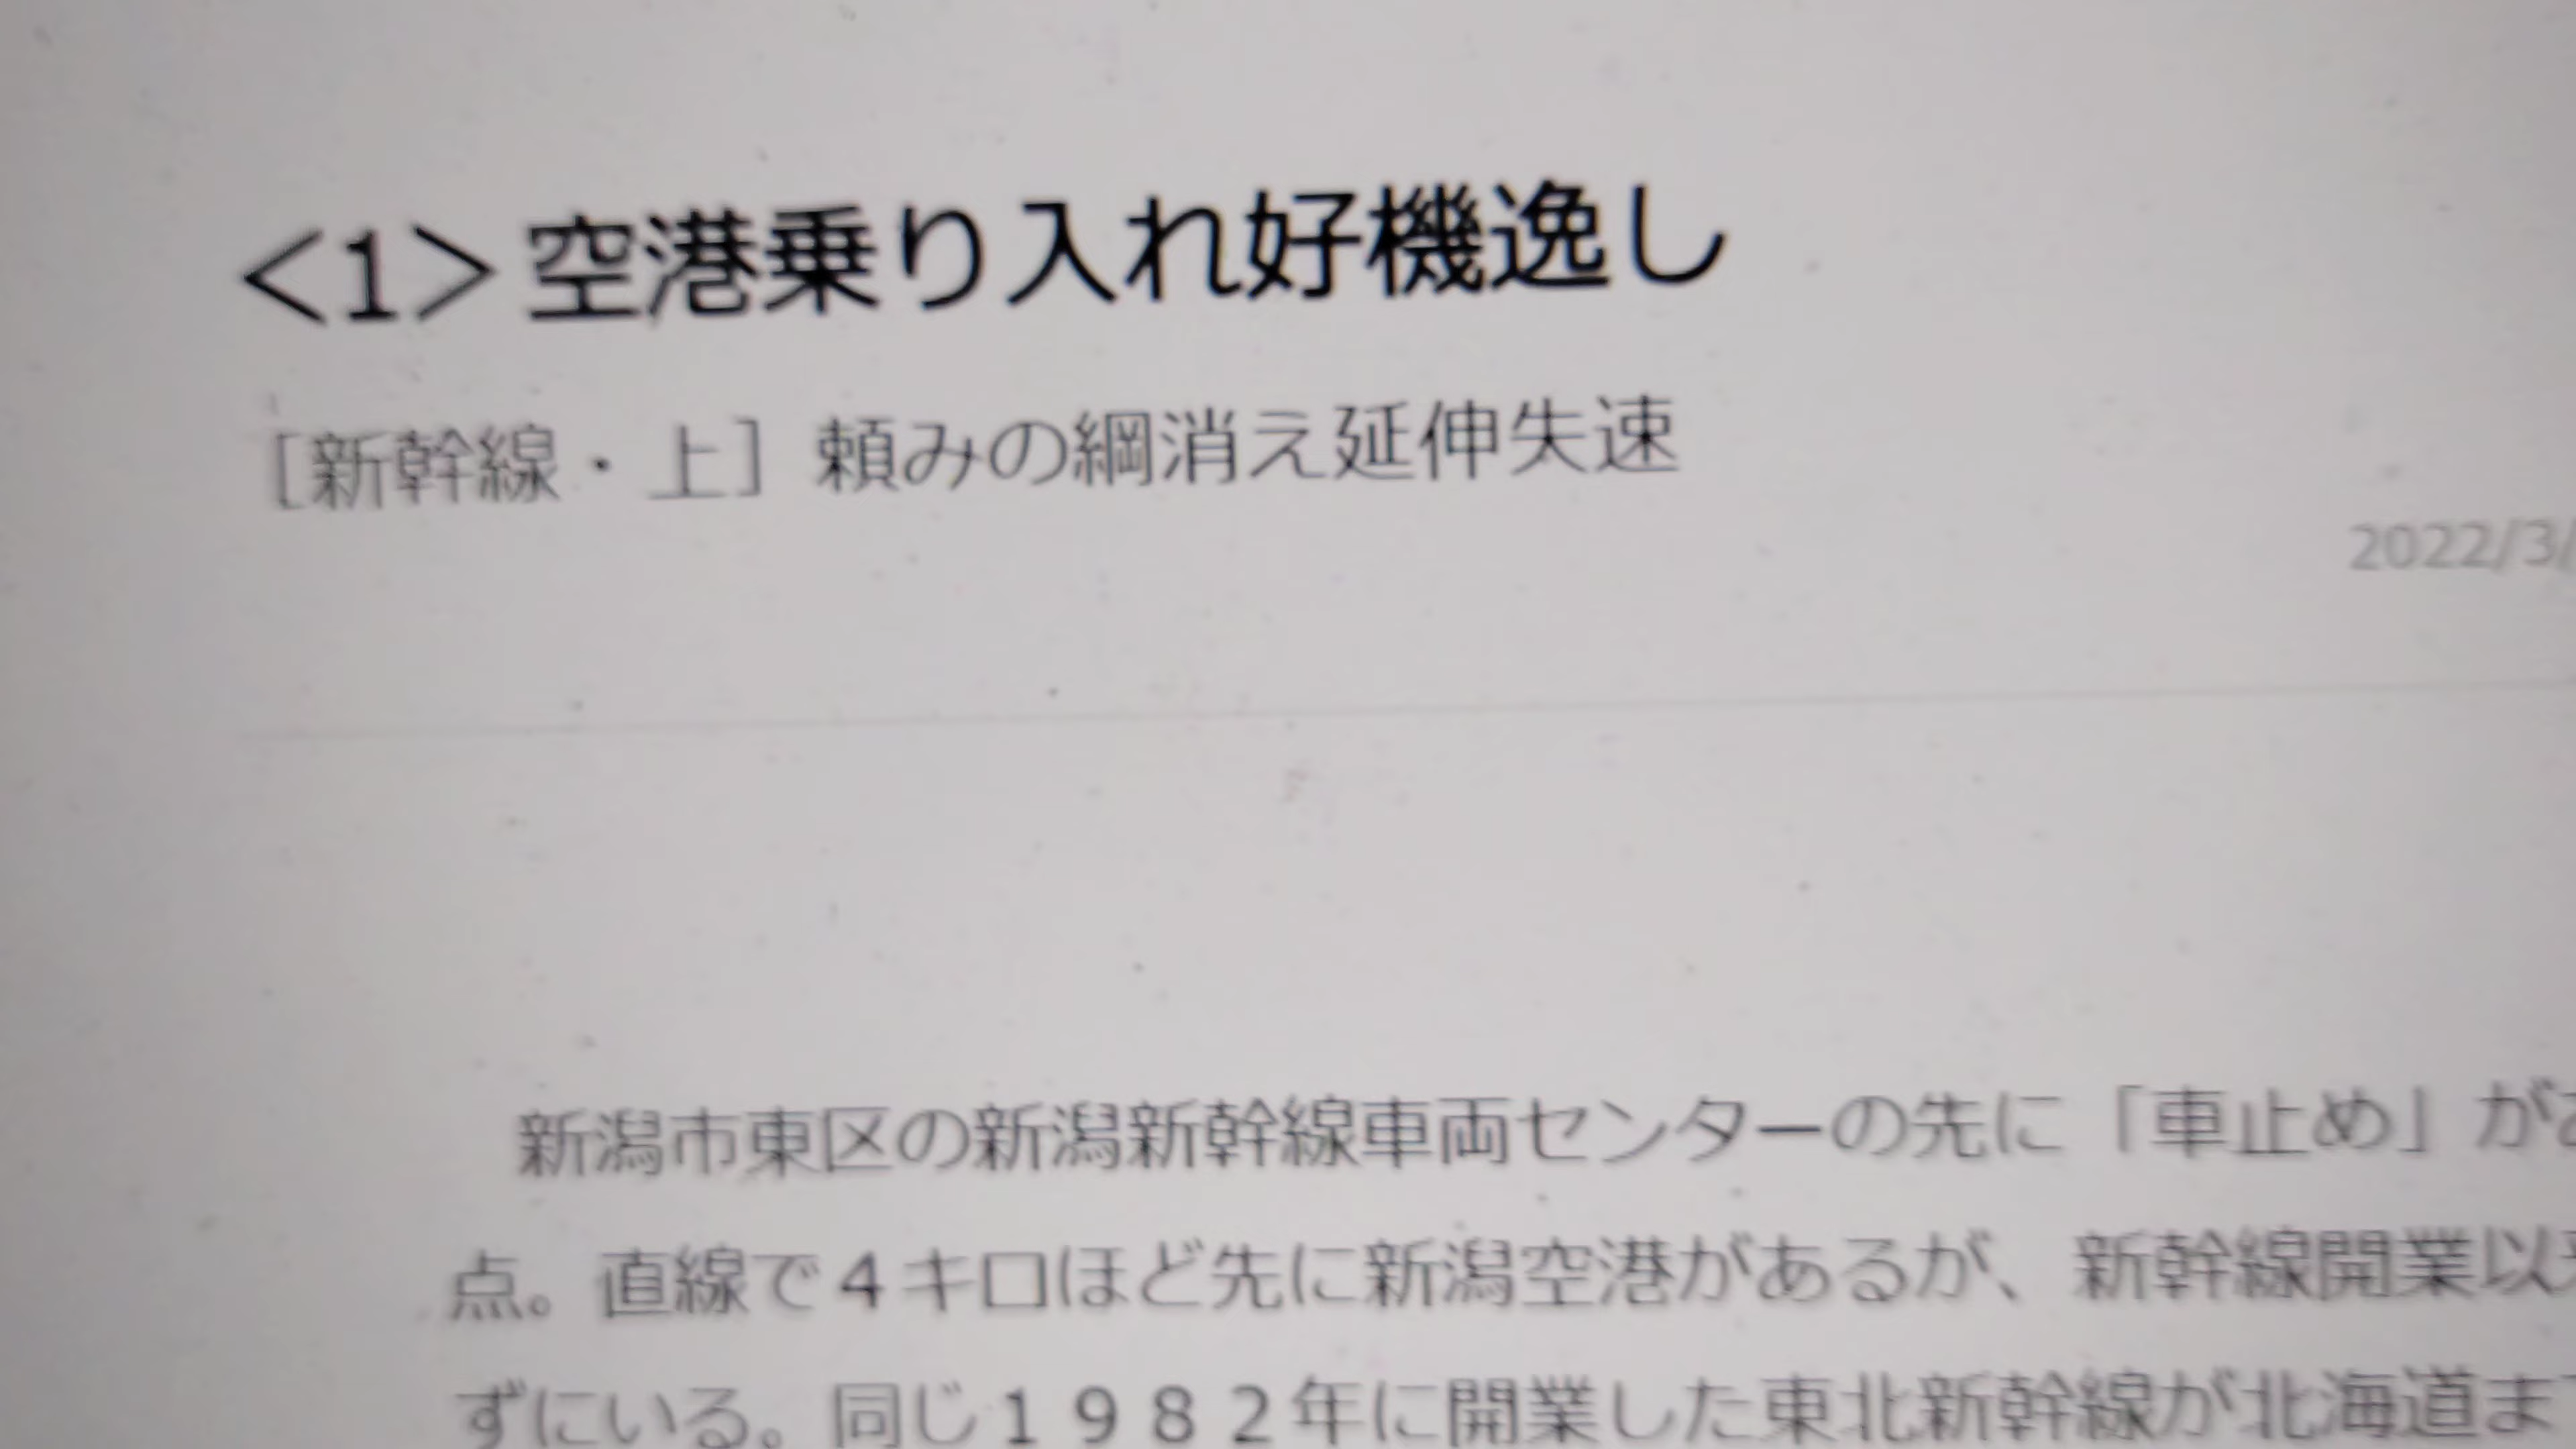 <1>空港乗り入れ好機逸し
［新幹線・上］頼みの綱消え延伸失速
2022/3/
新潟市東区の新潟新幹線車両センターの先に「車止め」が
点。直線で４キロほど先に新潟空港があるが、新幹線開業以
ずにいる。同じ１９８２年に開業した東北新幹線が北海道ま